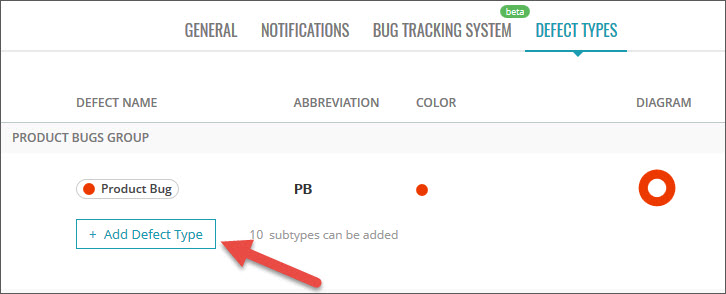 beta
GENERAL NOTIFICATIONS BUG TRACKING SYSTEM DEFECT TYPES
DEFECT NAME ABBREVIATION COLOR DIAGRAM
PRODUCT BUGS GROUP
Product Bug PB
+ Add Defect Type 10 subtypes can be added